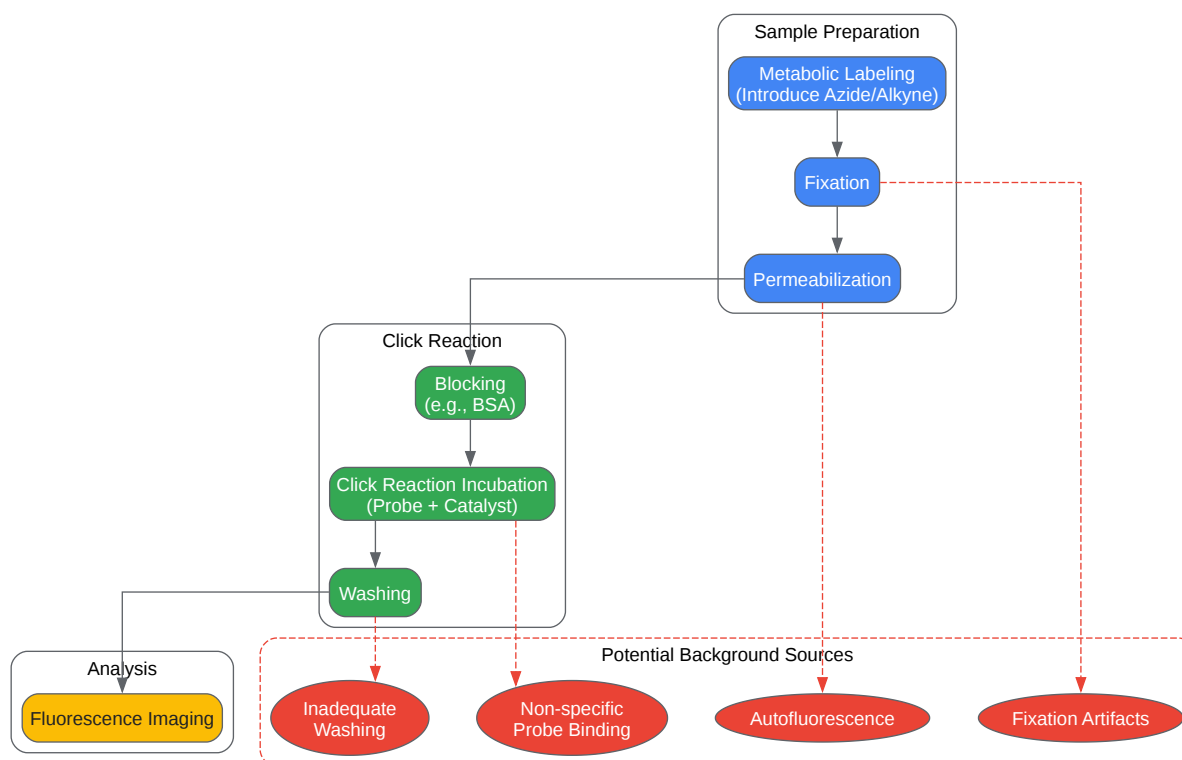 Sample Preparation
Metabolic Labeling
(Introduce Azide/Alkyne)
Fixation
Permeabilization
Click Reaction
Blocking
(e.g., BSA)
Click Reaction Incubation
(Probe + Catalyst)
Washing
Potential Background Sources
Analysis
Fluorescence Imaging
Inadequate
Washing
Non-specific
Probe Binding
Autofluorescence
Fixation Artifacts